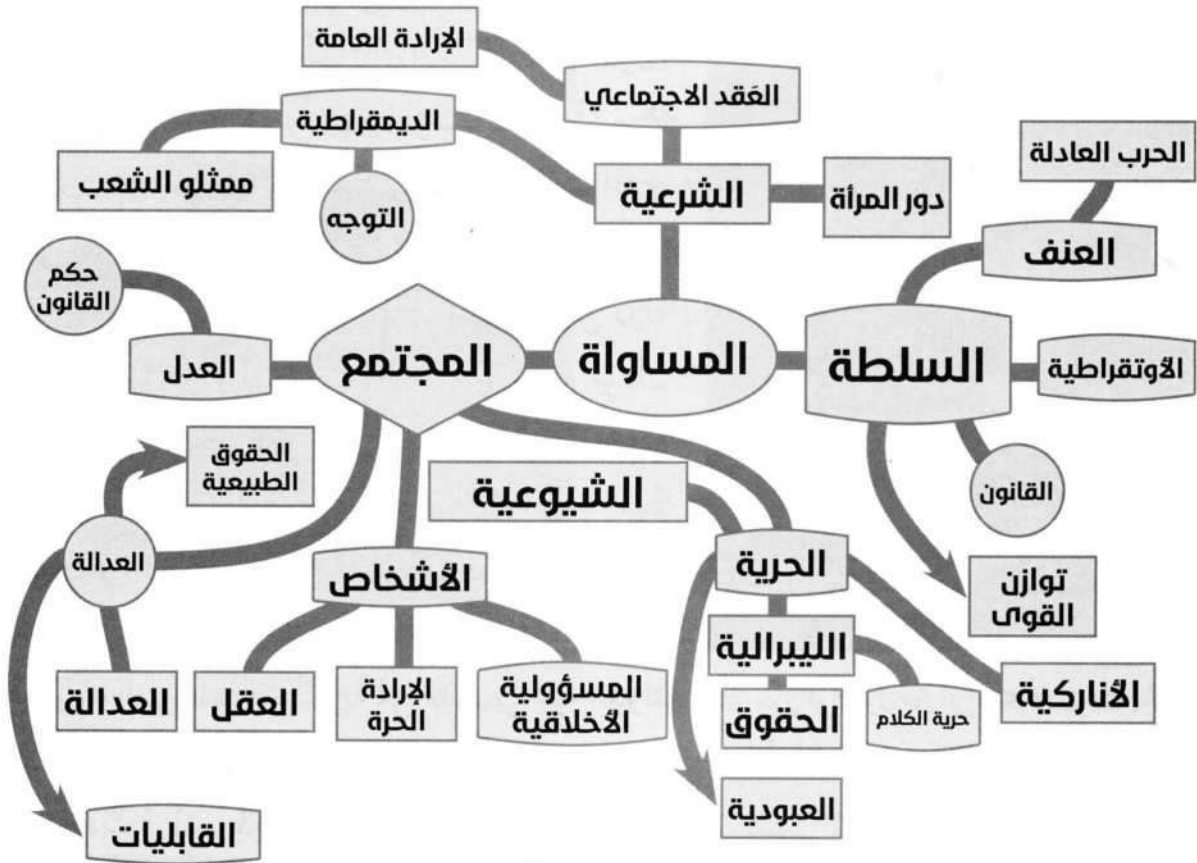 الإرادة العامة
العَقد الاجتماعي
الديمقراطية
الحرب العادلة
ممثلو الشعب
الشرعية
دور المرأة
التوجه
العنف
حكم
القانون
العدل
المجتمع
المساواة
السلطة
الأوتقراطية
الحقوق
الطبيعية
الشيوعية
القانون
العدالة
الأشخاص
الحرية
توازن
القوى
العدالة
العقل
الإرادة
الحرة
المسؤولية
الأخلاقية
الليبرالية
الحقوق
حرية الكلام
الأناركية
العبودية
القابليات